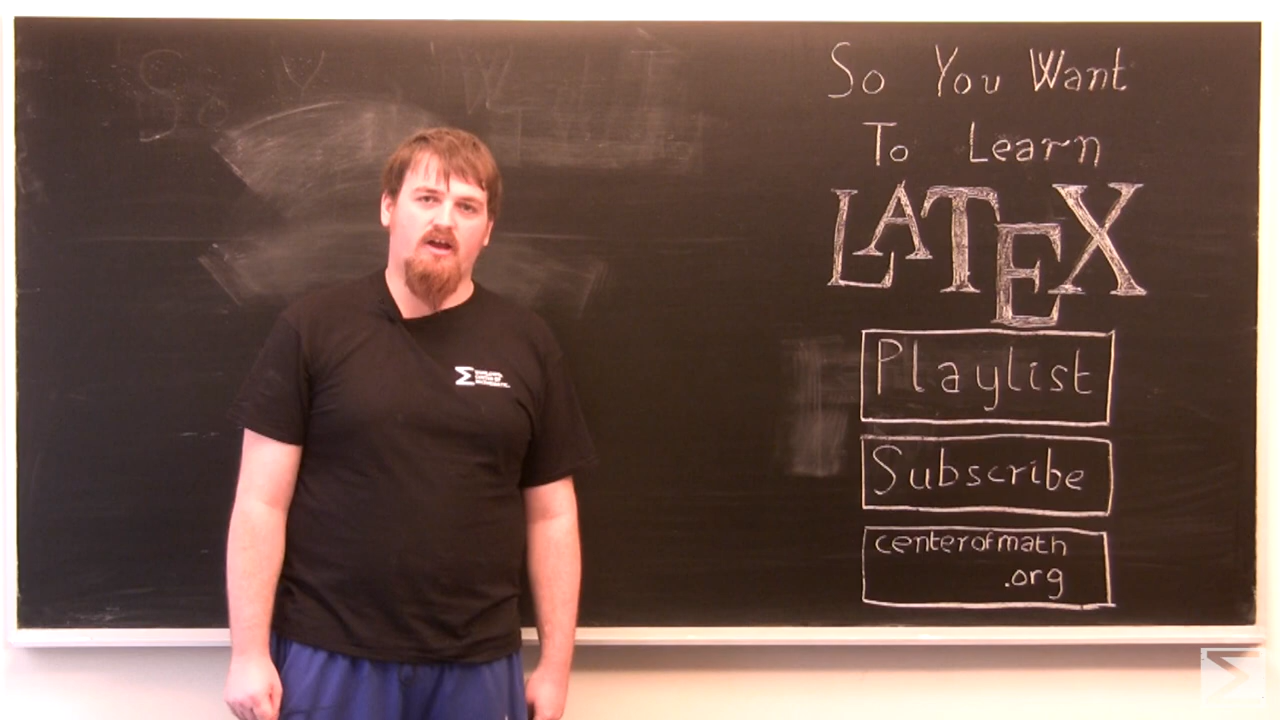 So You Want
To Learn
LATEX
Playlist
Subscribe
centerofmath
.org